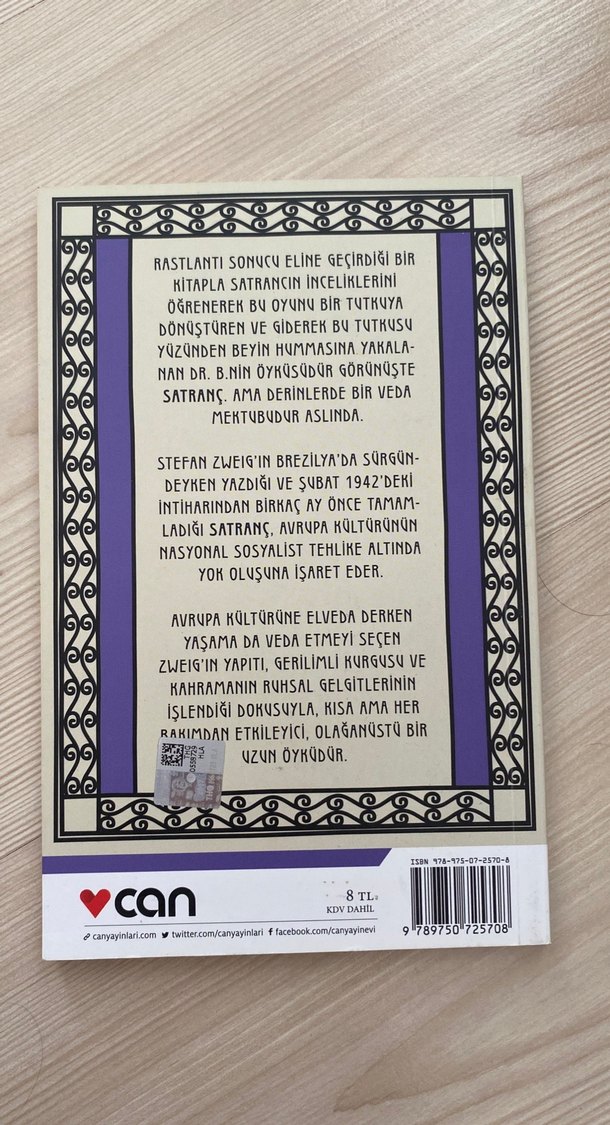 RASTLANTI SONUCU ELİNE GEÇİRDİĞİ BİR
KİTAPLA SATRANCIN İNCELİKLERİNİ
ÖĞRENEREK BU OYUNU BİR TUTKUYA
DÖNÜŞTÜREN VE GİDEREK BU TUTKUSU
YÜZÜNDEN BEYİN HUMMASINA YAKALA-
NAN DR. B.NİN ÖYKÜSÜDÜR GÖRÜNÜŞTE
SATRANÇ. AMA DERİNLERDE BİR VEDA
MEKTUBUDUR ASLINDA.
STEFAN ZWEIG'IN BREZİLYA'DA SÜRGÜN-
DEYKEN YAZDIĞI VE ŞUBAT 1942'DEKİ
İNTİHARINDAN BİRKAÇ AY ÖNCE TAMAM-
LADIĞI SATRANÇ, AVRUPA KÜLTÜRÜNÜN
NASYONAL SOSYALİST TEHLİKE ALTINDA
YOK OLUŞUNA İŞARET EDER.
AVRUPA KÜLTÜRÜNE ELVEDA DERKEN
YAŞAMA DA VEDA ETMEYİ SEÇEN
ZWEIG'IN YAPITI, GERİLİMLİ KURGUSU VE
KAHRAMANIN RUHSAL GELGİTLERİNİN
İŞLENDİĞİ DOKUSUYLA, KISA AMA HER
BAKIMDAN ETKİLEYİCİ, OLAĞANÜSTÜ BİR
UZUN ÖYKÜDÜR.
THG
0558729
HLA
ISBN 978-975-07-2570-8
can
8 TL
KDV DAHİL
9 789750 725708
canyayinlari.com twitter.com/canyayinlari facebook.com/canyayinevi